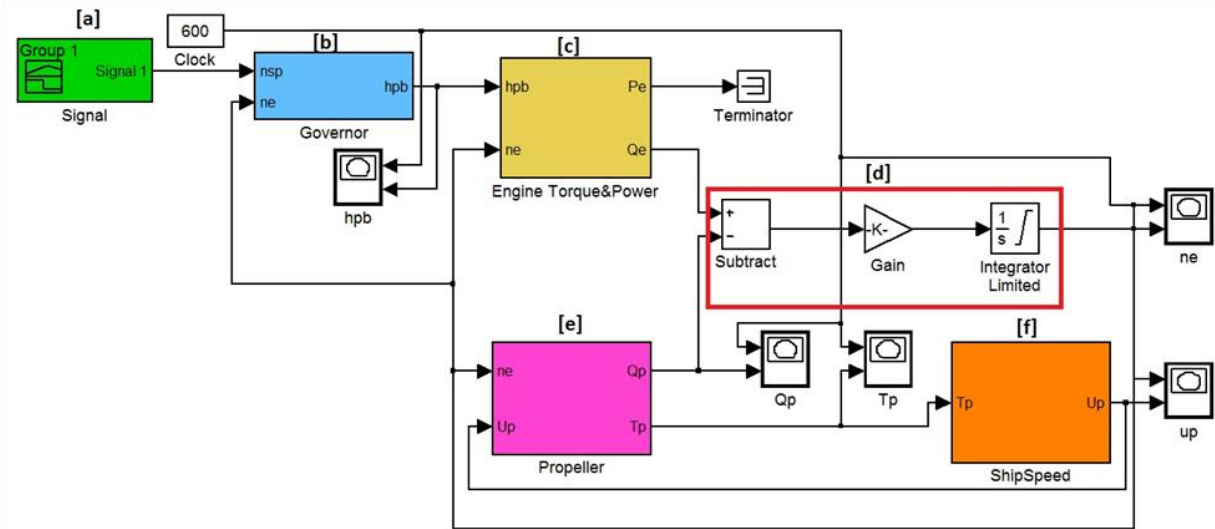 [a]
Group 1
Signal 1
Signal
600
Clock
[b]
nsp
ne
hpb
Governor
hpb
[c]
hpb
Pe
ne
Qe
Engine Torque&Power
Terminator
[d]
+
−
Subtract
-K-
Gain
1
s
Integrator
Limited
ne
[e]
ne
Qp
Up
Tp
Propeller
Qp
Tp
[f]
Tp
Up
ShipSpeed
up